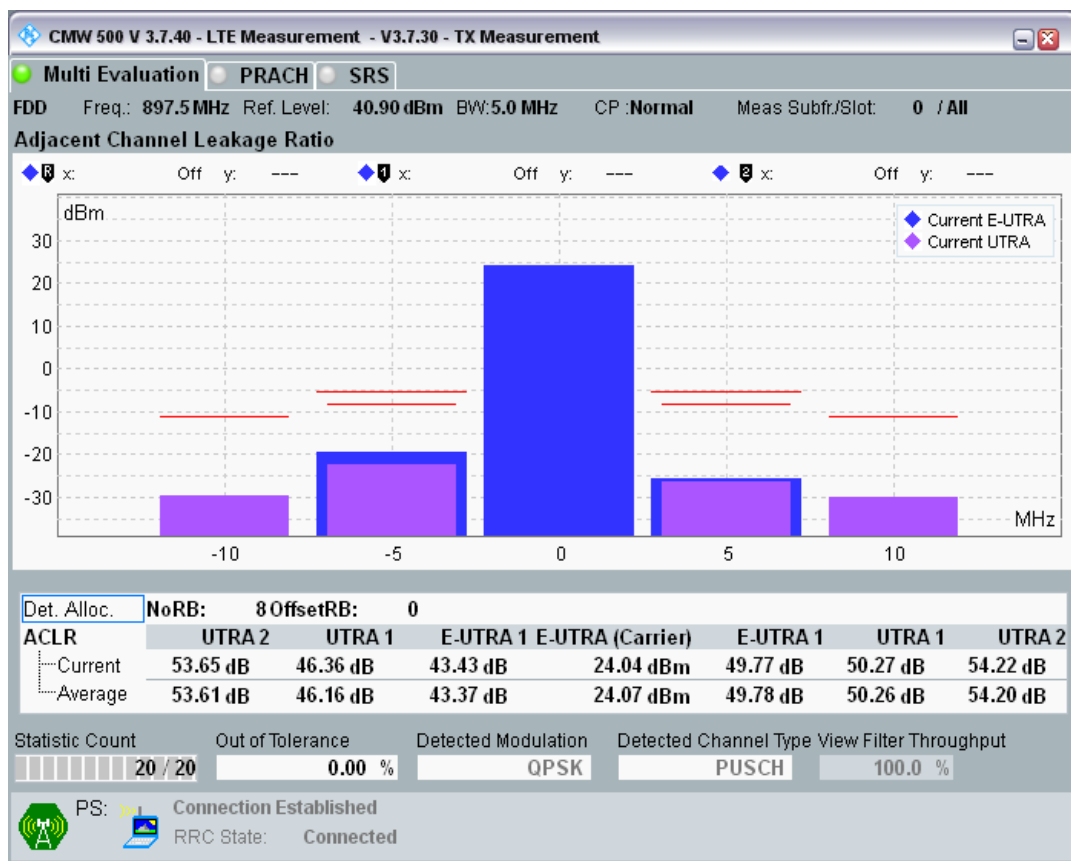 CMW 500 V 3.7.40 - LTE Measurement - V3.7.30 - TX Measurement
Multi Evaluation PRACH SRS
FDD Freq.: 897.5 MHz Ref. Level: 40.90 dBm BW:5.0 MHz CP :Normal Meas Subfr./Slot: 0 / All
Adjacent Channel Leakage Ratio
R x: Off y: --- 1 x: Off y: --- 2 x: Off y: ---
dBm
Current E-UTRA
Current UTRA
30
20
10
0
-10
-20
-30
MHz
-10 -5 0 5 10
Det. Alloc. NoRB: 8 OffsetRB: 0
ACLR UTRA 2 UTRA 1 E-UTRA 1 E-UTRA (Carrier) E-UTRA 1 UTRA 1 UTRA 2
Current 53.65 dB 46.36 dB 43.43 dB 24.04 dBm 49.77 dB 50.27 dB 54.22 dB
Average 53.61 dB 46.16 dB 43.37 dB 24.07 dBm 49.78 dB 50.26 dB 54.20 dB
Statistic Count Out of Tolerance Detected Modulation Detected Channel Type View Filter Throughput
20 / 20 0.00 % QPSK PUSCH 100.0 %
PS: Connection Established
RRC State: Connected